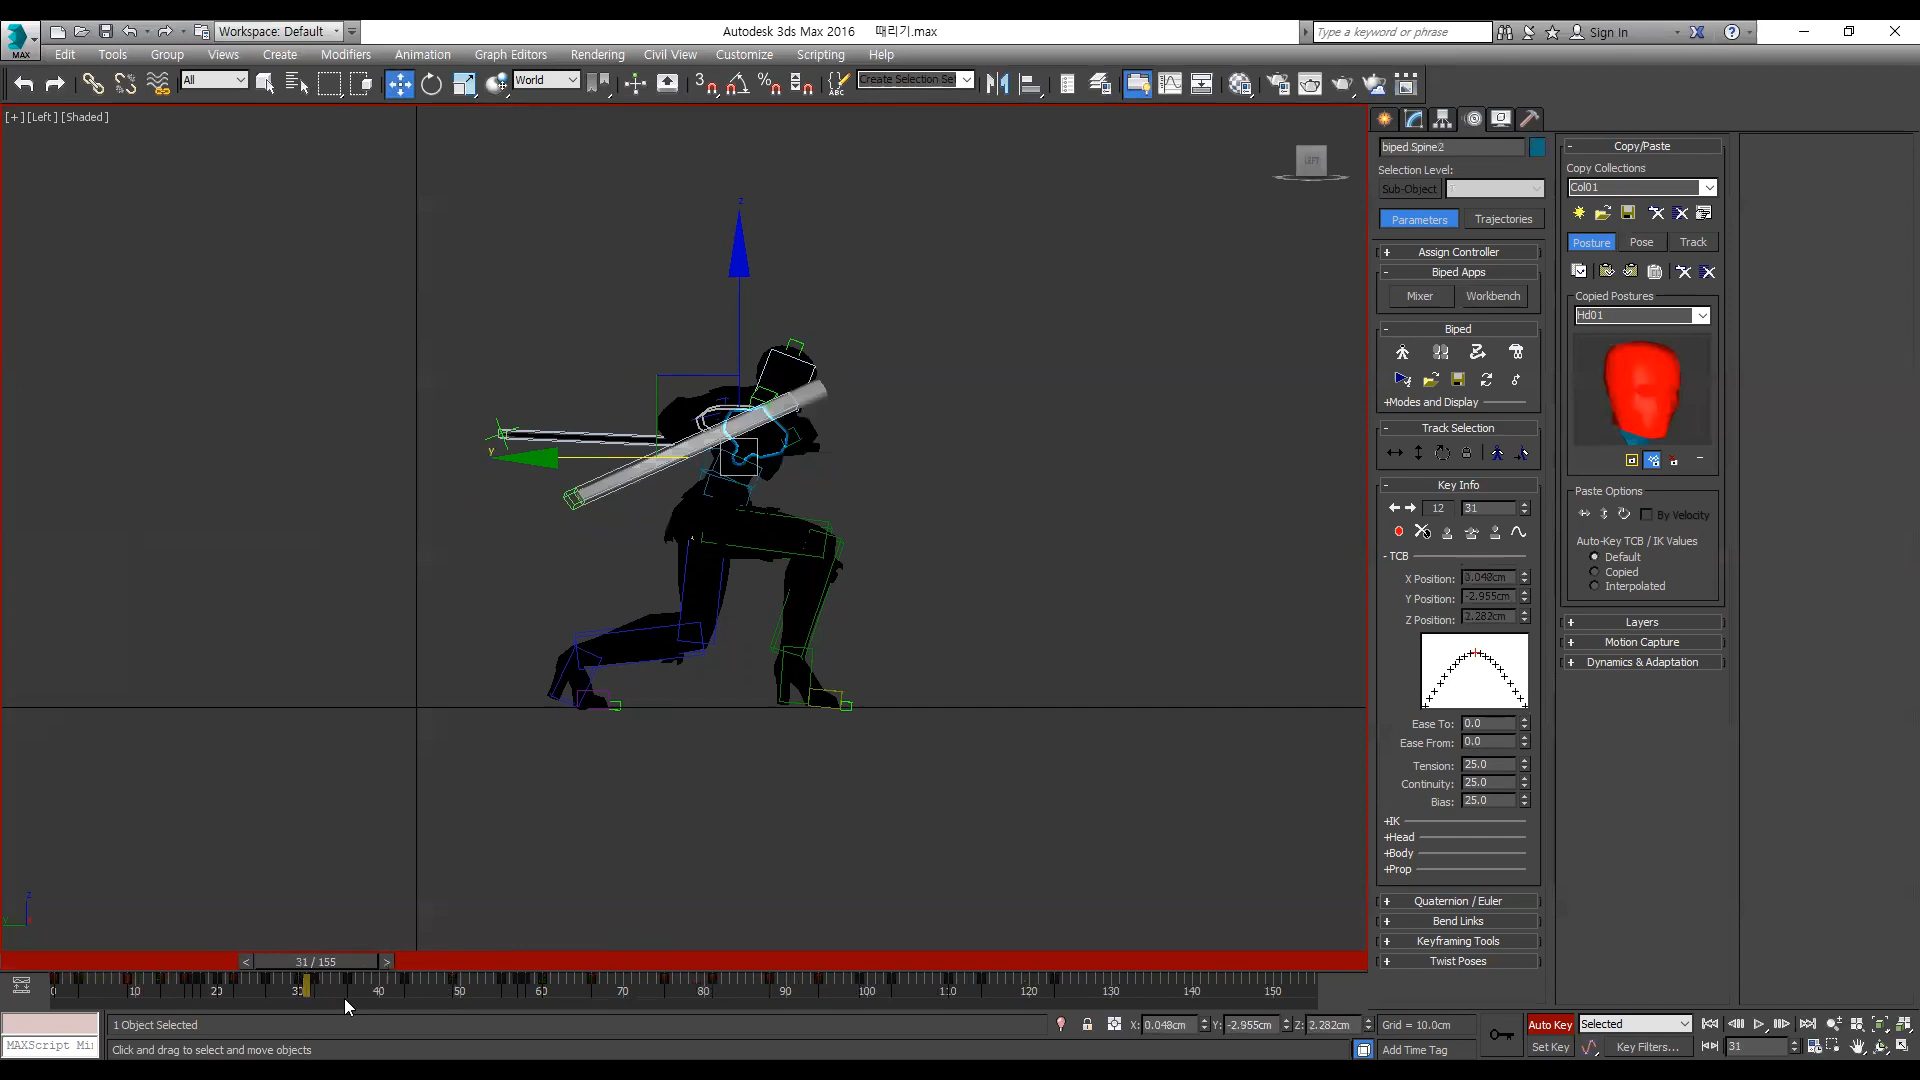 Workspace: Default
Autodesk 3ds Max 2016 때리기.max
Type a keyword or phrase
Sign In
MAX
Edit Tools Group Views Create Modifiers Animation Graph Editors Rendering Civil View Customize Scripting Help
All
World
3
ABC
Create Selection Se
[+] [Left] [Shaded]
LEFT
z
y
biped Spine2
Selection Level:
Sub-Object
Parameters Trajectories
+ Assign Controller
- Biped Apps
Mixer Workbench
- Biped
+Modes and Display
- Track Selection
- Key Info
12 31
- TCB
X Position: 0.048cm
Y Position: -2.955cm
Z Position: 2.282cm
Ease To: 0.0
Ease From: 0.0
Tension: 25.0
Continuity: 25.0
Bias: 25.0
+IK
+Head
+Body
+Prop
+ Quaternion / Euler
+ Bend Links
+ Keyframing Tools
+ Twist Poses
- Copy/Paste
Copy Collections
Col01
Posture Pose Track
Copied Postures
Hd01
Paste Options
By Velocity
Auto-Key TCB / IK Values
Default
Copied
Interpolated
+ Layers
+ Motion Capture
+ Dynamics & Adaptation
z
y
< 31 / 155 >
0 10 20 30 40 50 60 70 80 90 100 110 120 130 140 150
1 Object Selected
X: 0.048cm Y: -2.955cm Z: 2.282cm Grid = 10.0cm
Auto Key Selected
MAXScript Mi
Click and drag to select and move objects
Add Time Tag
Set Key Key Filters... 31